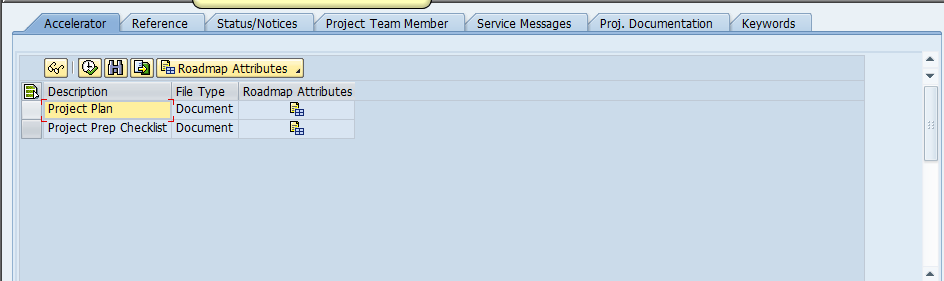 Accelerator Reference Status/Notices Project Team Member Service Messages Proj. Documentation Keywords
Roadmap Attributes
Description File Type Roadmap Attributes
Project Plan Document
Project Prep Checklist Document